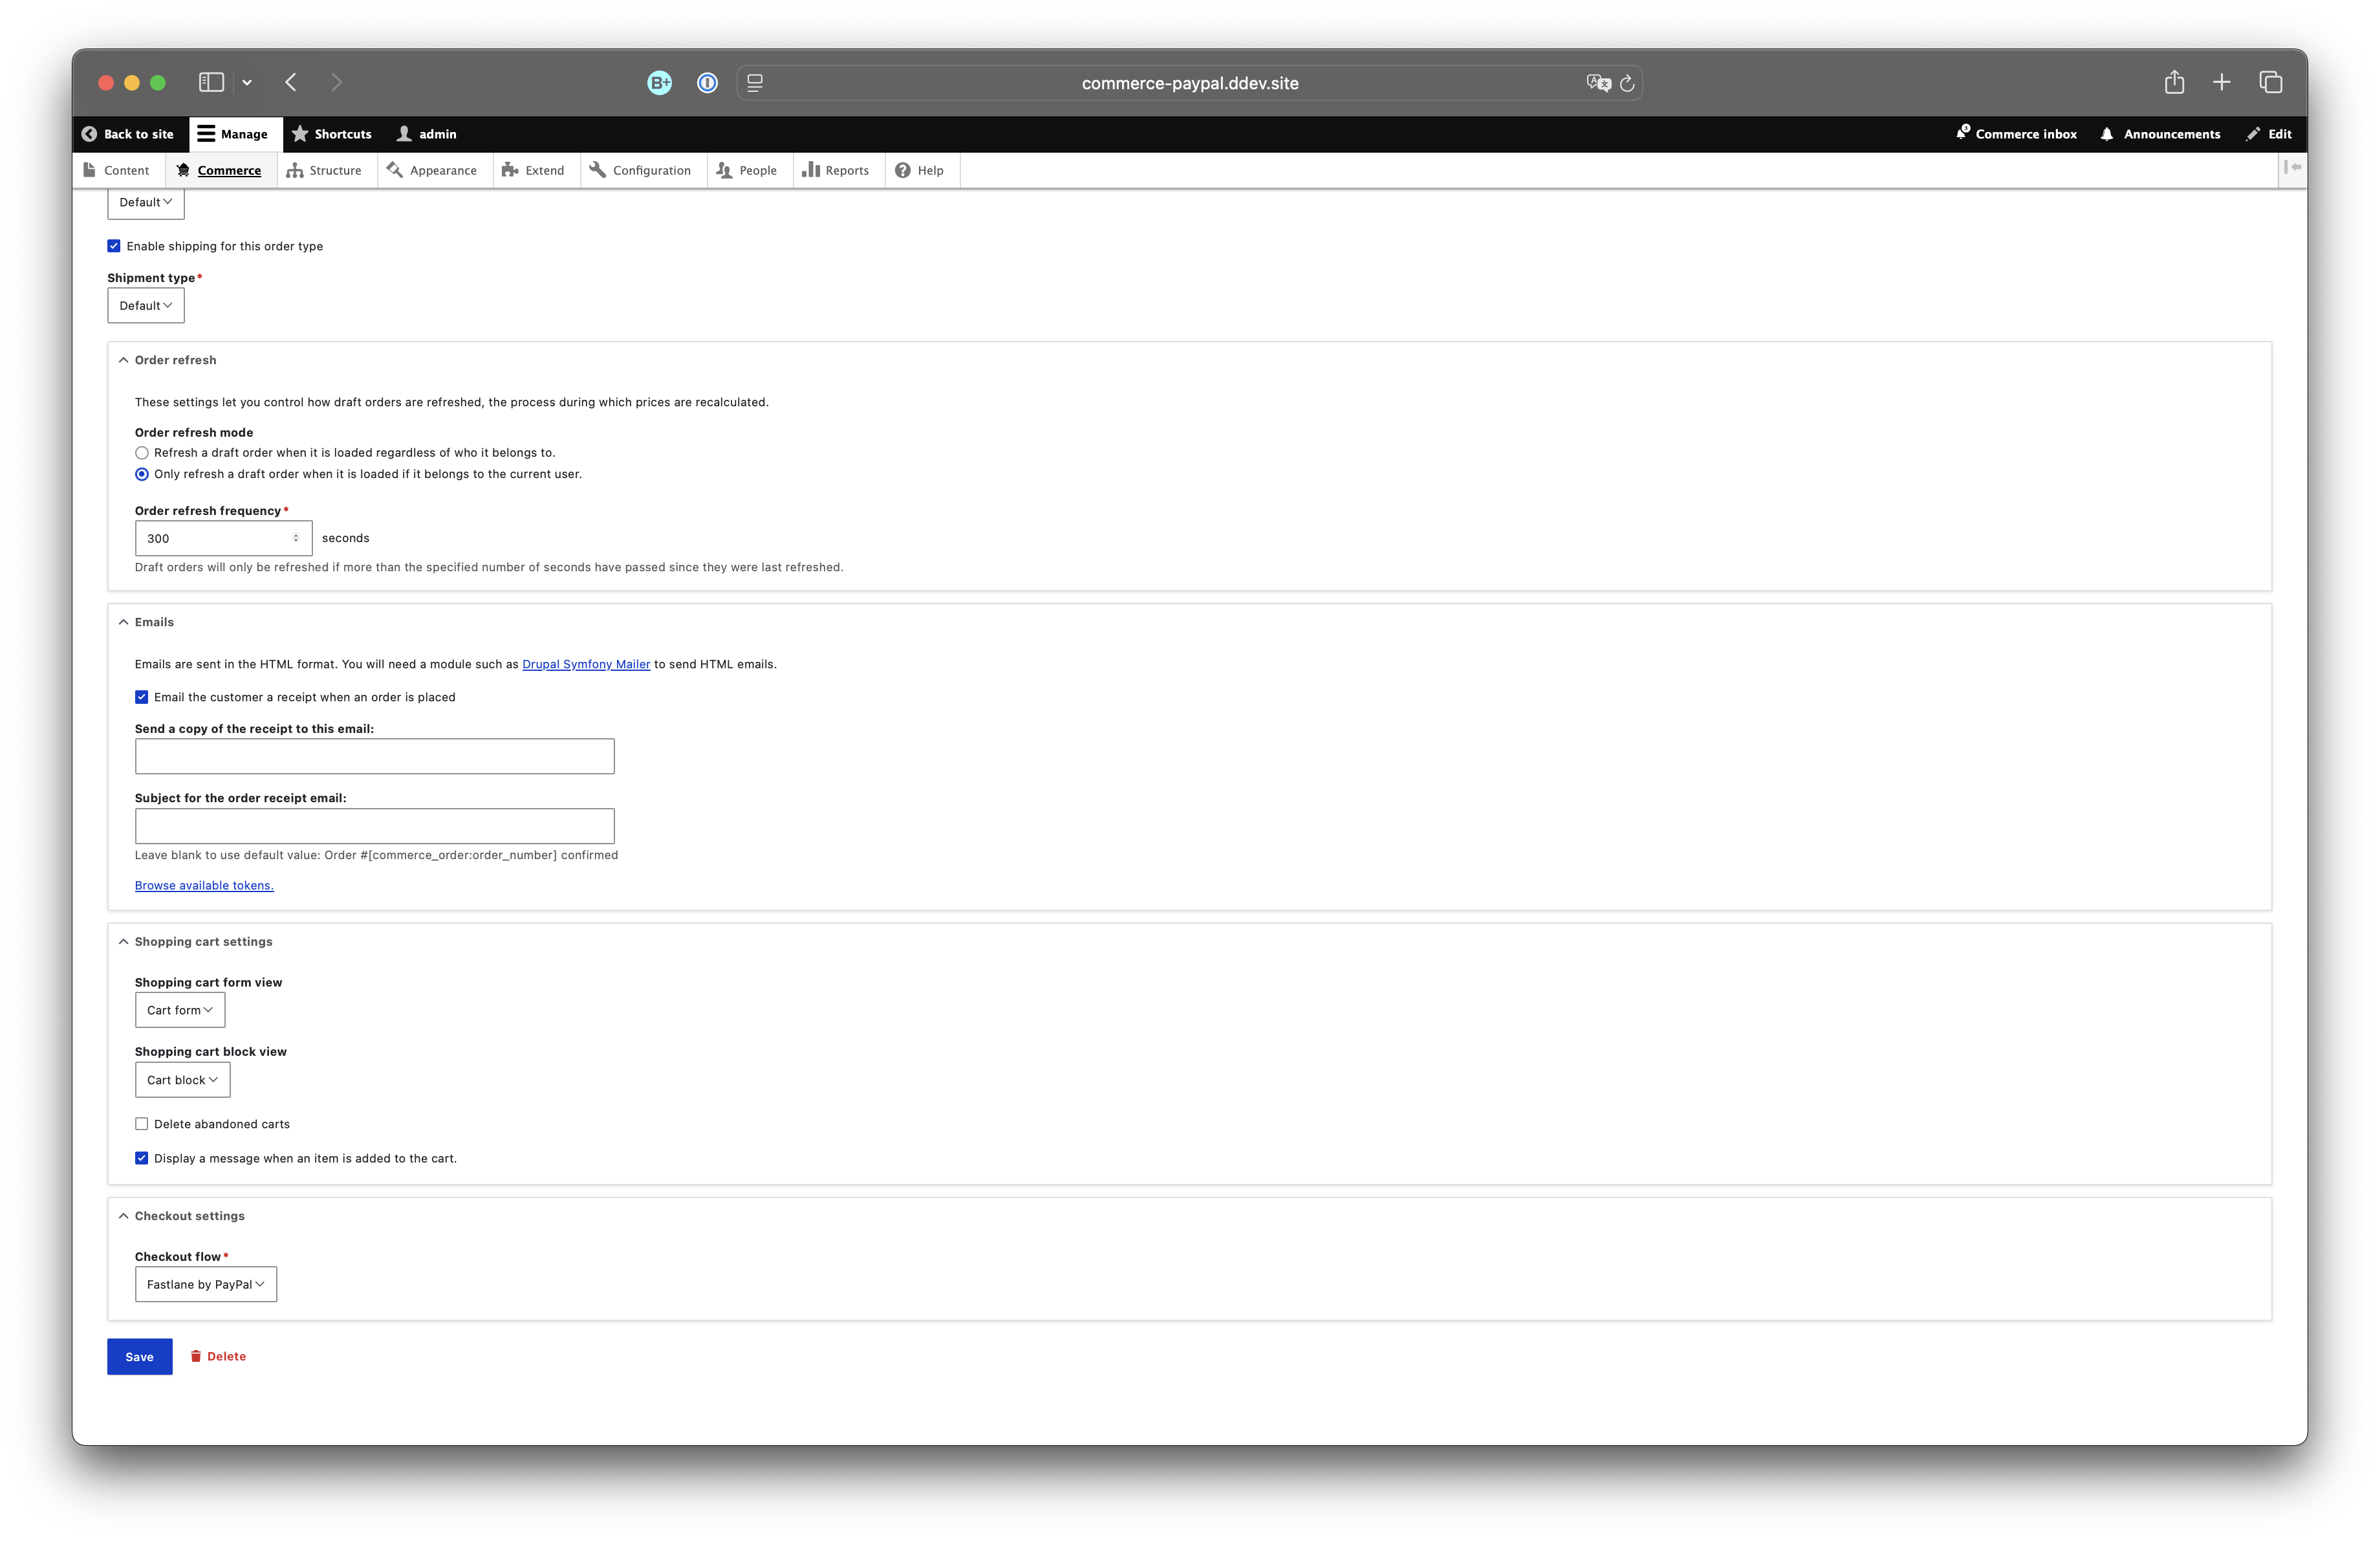 B+
commerce-paypal.ddev.site
Back to site
Manage
Shortcuts
admin
Commerce inbox
Announcements
Edit
Content
Commerce
Structure
Appearance
Extend
Configuration
People
Reports
Help
Default
Enable shipping for this order type
Shipment type*
Default
Order refresh
These settings let you control how draft orders are refreshed, the process during which prices are recalculated.
Order refresh mode
Refresh a draft order when it is loaded regardless of who it belongs to.
Only refresh a draft order when it is loaded if it belongs to the current user.
Order refresh frequency*
300 seconds
Draft orders will only be refreshed if more than the specified number of seconds have passed since they were last refreshed.
Emails
Emails are sent in the HTML format. You will need a module such as Drupal Symfony Mailer to send HTML emails.
Email the customer a receipt when an order is placed
Send a copy of the receipt to this email:
Subject for the order receipt email:
Leave blank to use default value: Order #[commerce_order:order_number] confirmed
Browse available tokens.
Shopping cart settings
Shopping cart form view
Cart form
Shopping cart block view
Cart block
Delete abandoned carts
Display a message when an item is added to the cart.
Checkout settings
Checkout flow*
Fastlane by PayPal
Save
Delete